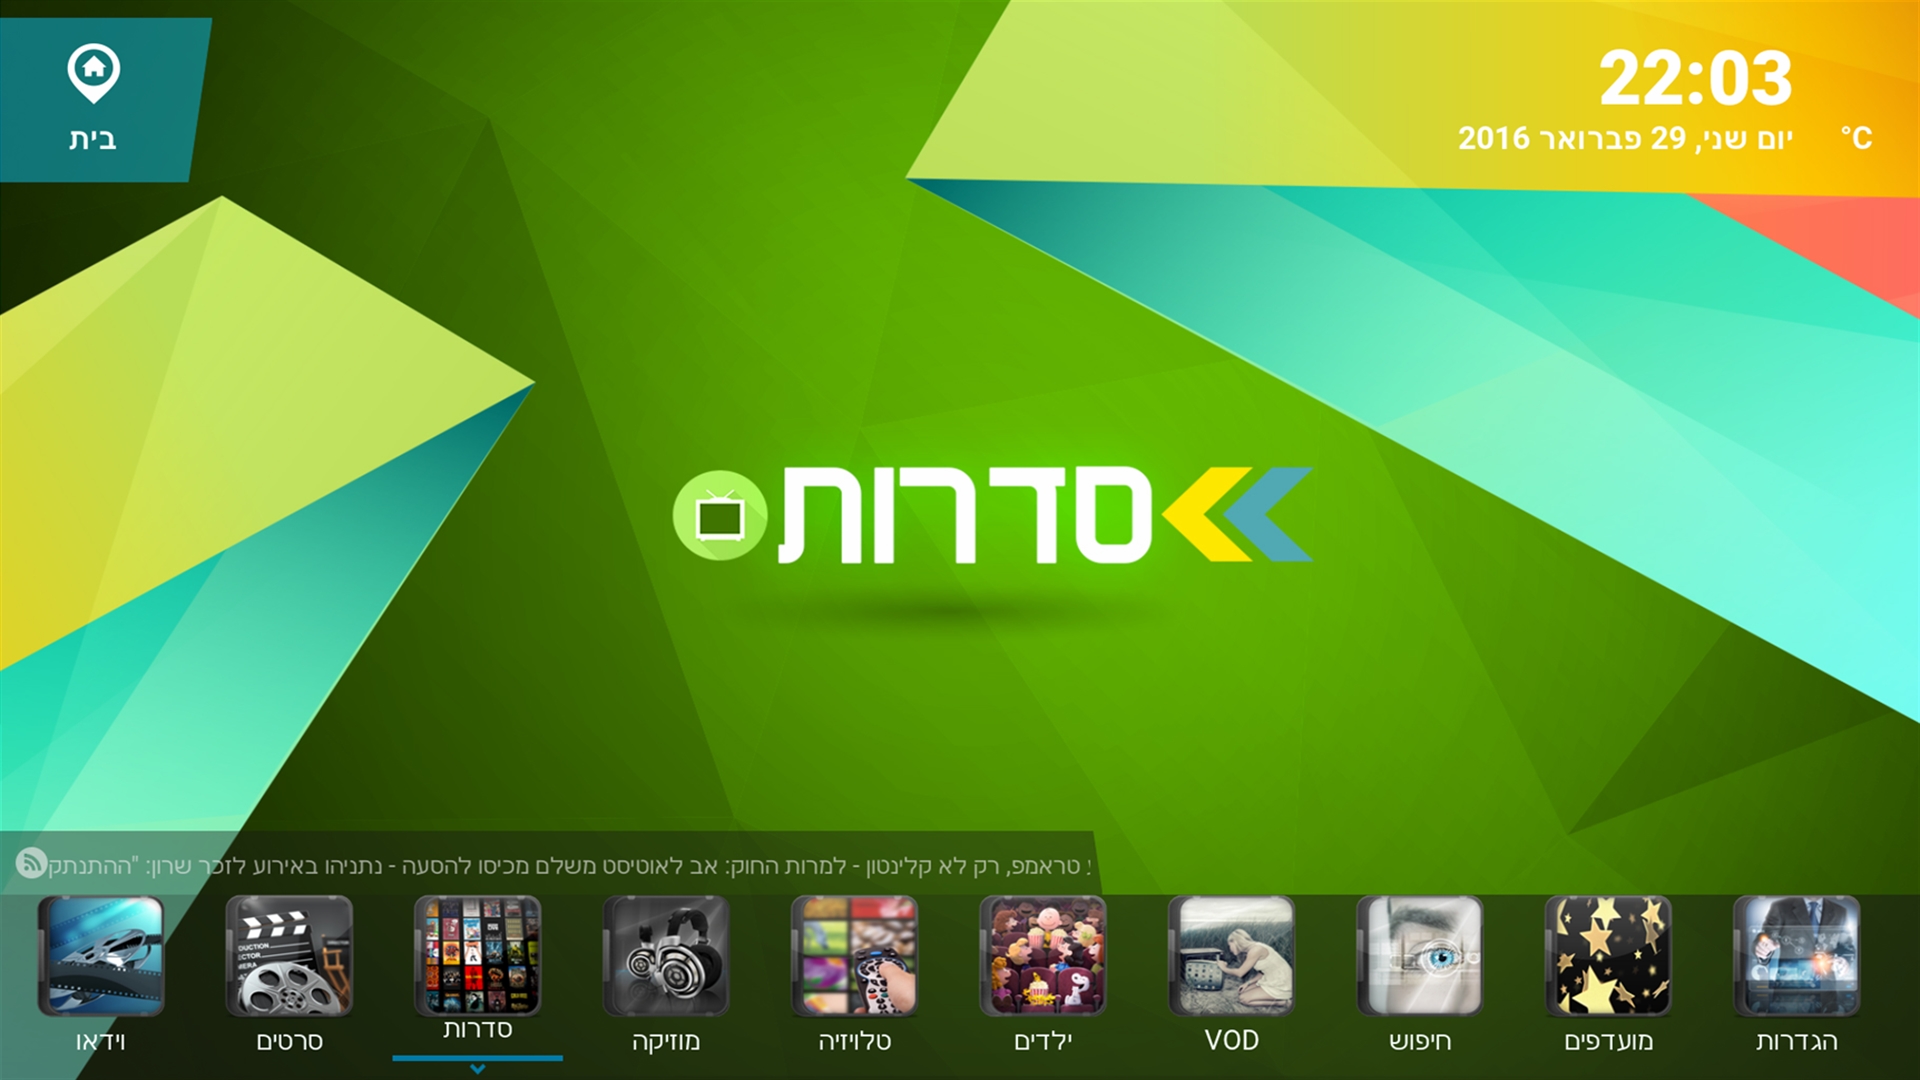 בית
22:03
יום שני, 29 פברואר 2016
°C
סדרות
טראמפ, רק לא קלינטון - למרות החוק: אב לאוטיסט משלם מכיסו להסעה - נתניהו באירוע לזכר שרון: "ההתנתק
וידאו
סרטים
סדרות
מוזיקה
טלויזיה
ילדים
VOD
חיפוש
מועדפים
הגדרות